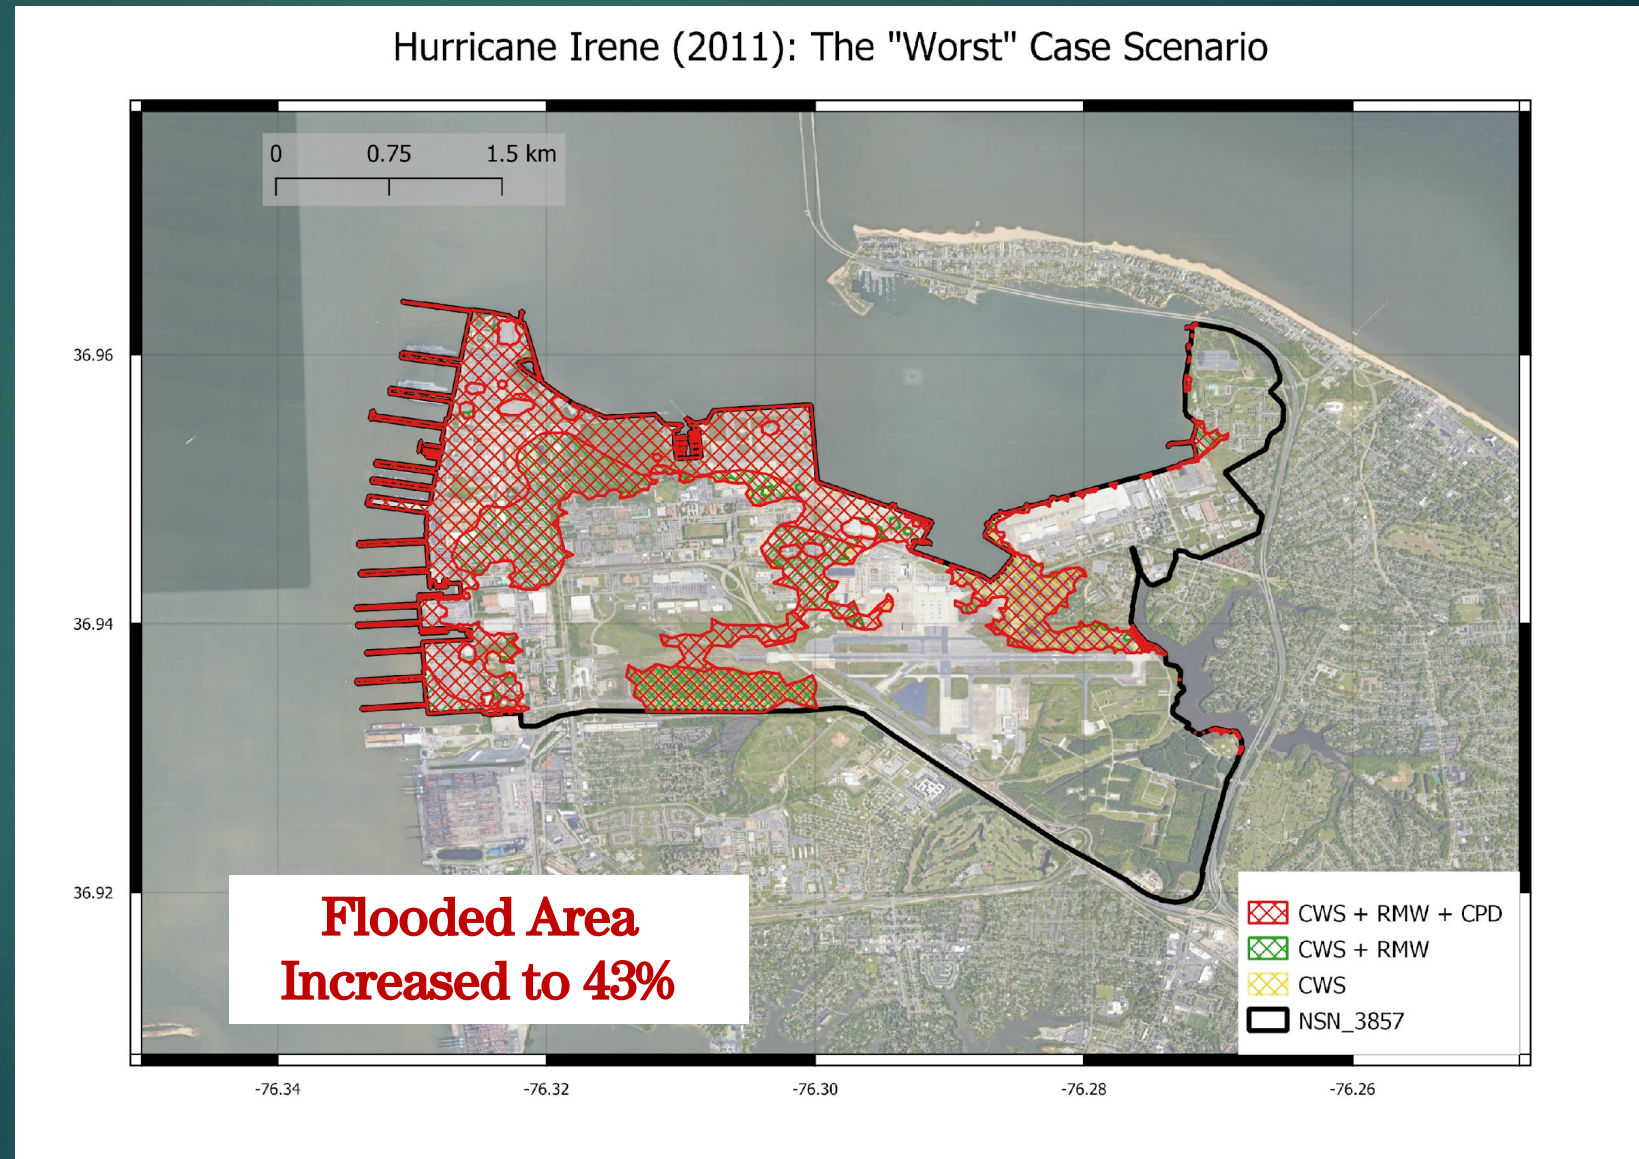 Hurricane Irene (2011): The "Worst" Case Scenario
0 0.75 1.5 km
36.96
36.94
36.92
Flooded Area
Increased to 43%
CWS + RMW + CPD
CWS + RMW
CWS
NSN_3857
-76.34 -76.32 -76.30 -76.28 -76.26